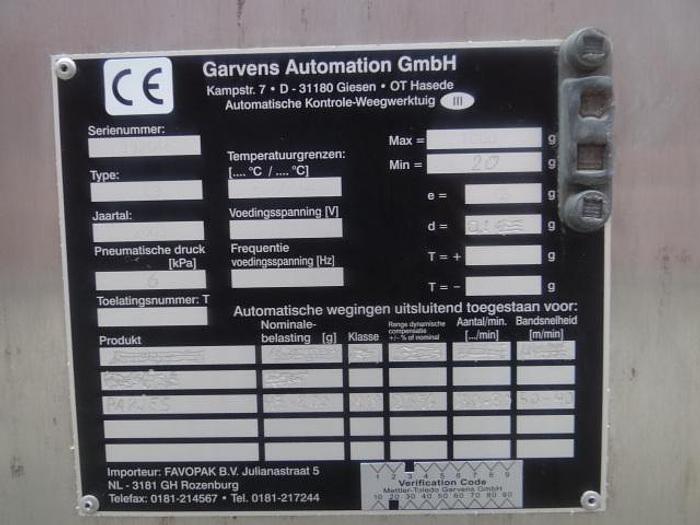 CE
Garvens Automation GmbH
Kampstr. 7 • D - 31180 Giesen • OT Hasede
Automatische Kontrole-Weegwerktuig III
Serienummer:
Type:
Jaartal:
Pneumatische druck
[kPa]
6
Toelatingsnummer: T
Temperatuurgrenzen:
[.... °C / .... °C]
Voedingsspanning [V]
Frequentie
voedingsspanning [Hz]
Max = g
Min = 20 g
e = g
d = g
T = + g
T = - g
Automatische wegingen uitsluitend toegestaan voor:
Produkt
Nominale-
belasting [g]
Klasse
Range dynamische
compensatie
+/- % of nominal
Aantal/min.
[.../min]
Bandsnelheid
[m/min]
PAKJES
Importeur: FAVOPAK B.V. Julianastraat 5
NL - 3181 GH Rozenburg
Telefax: 0181-214567 • Tel. 0181-217244
1 2 3 4 5 6 7 8 9
Verification Code
Mettler-Toledo Garvens GmbH
10 20 30 40 50 60 70 80 90